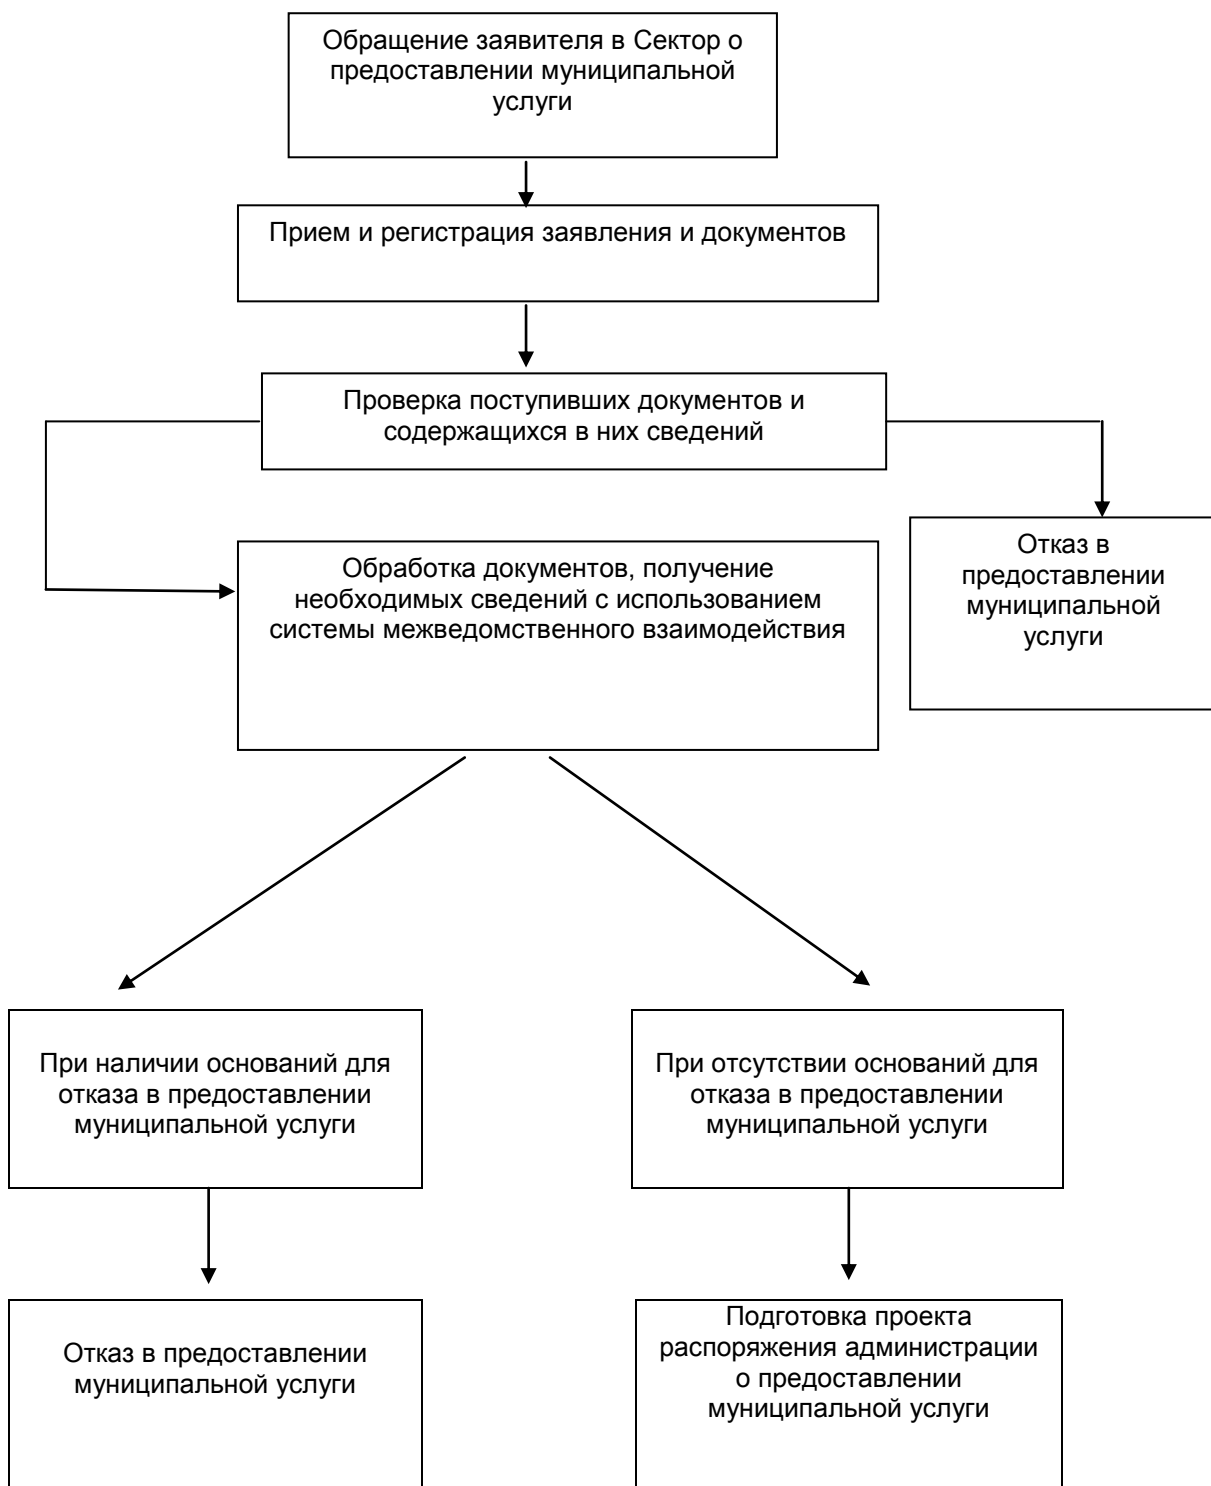 Обращение заявителя в Сектор о
предоставлении муниципальной
услуги
Прием и регистрация заявления и документов
Проверка поступивших документов и
содержащихся в них сведений
Обработка документов, получение
необходимых сведений с использованием
системы межведомственного взаимодействия
Отказ в
предоставлении
муниципальной
услуги
При наличии оснований для
отказа в предоставлении
муниципальной услуги
При отсутствии оснований для
отказа в предоставлении
муниципальной услуги
Отказ в предоставлении
муниципальной услуги
Подготовка проекта
распоряжения администрации
о предоставлении
муниципальной услуги